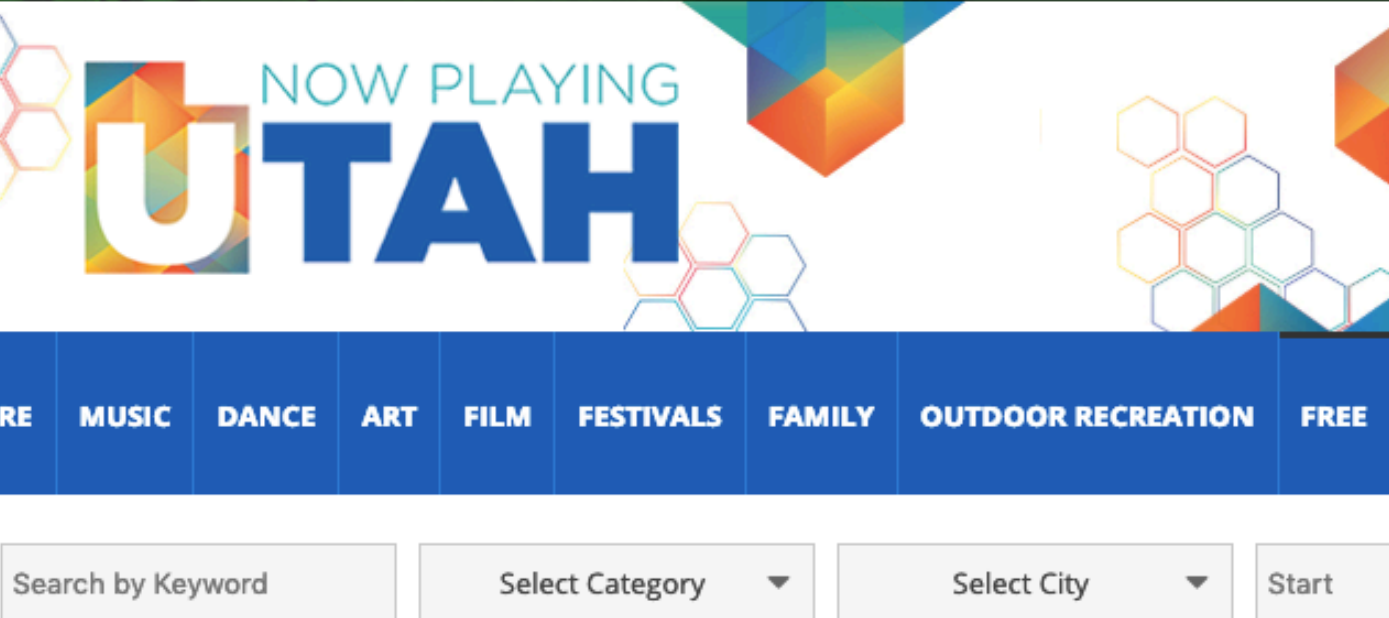 NOW PLAYING
UTAH
RE MUSIC DANCE ART FILM FESTIVALS FAMILY OUTDOOR RECREATION FREE
Search by Keyword Select Category Select City Start